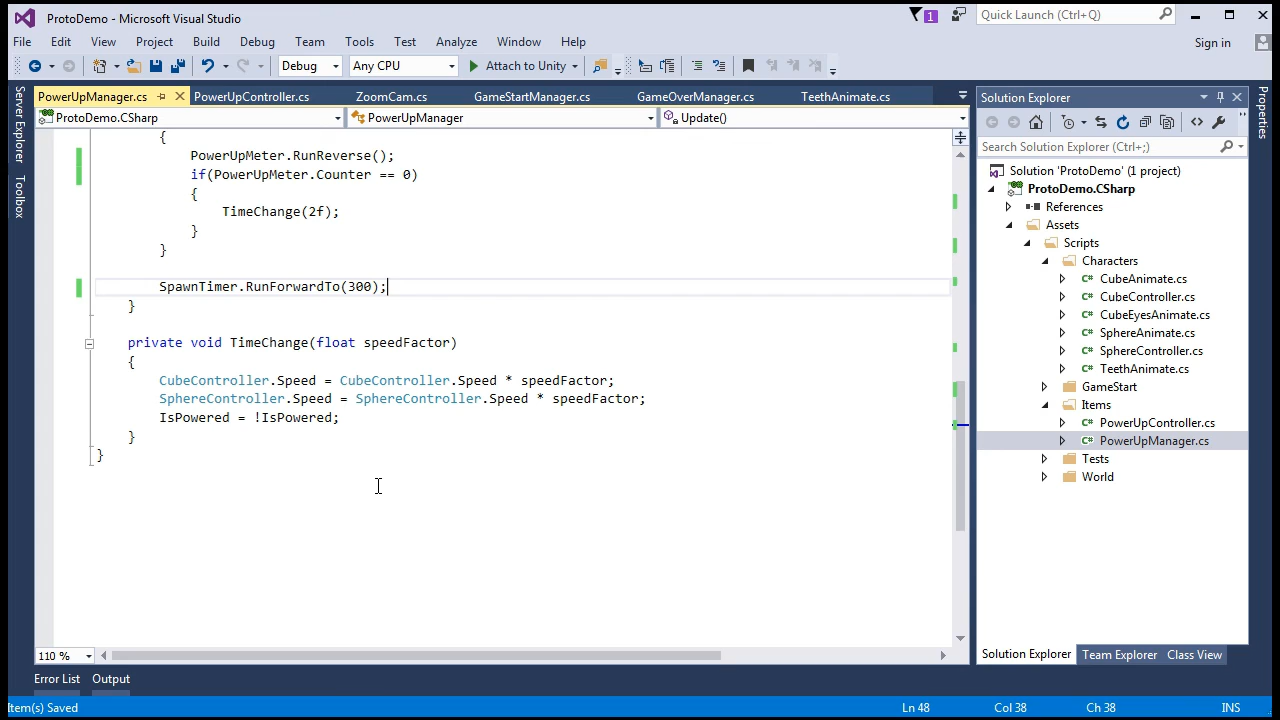 ProtoDemo - Microsoft Visual Studio
1
Quick Launch (Ctrl+Q)
File Edit View Project Build Debug Team Tools Test Analyze Window Help
Sign in
Debug Any CPU Attach to Unity
Server Explorer
Toolbox
PowerUpManager.cs PowerUpController.cs ZoomCam.cs GameStartManager.cs GameOverManager.cs TeethAnimate.cs
ProtoDemo.CSharp PowerUpManager Update()
{
PowerUpMeter.RunReverse();
if(PowerUpMeter.Counter == 0)
{
TimeChange(2f);
}
}
SpawnTimer.RunForwardTo(300);
}
private void TimeChange(float speedFactor)
{
CubeController.Speed = CubeController.Speed * speedFactor;
SphereController.Speed = SphereController.Speed * speedFactor;
IsPowered = !IsPowered;
}
}
110 %
Solution Explorer
Search Solution Explorer (Ctrl+;)
Solution 'ProtoDemo' (1 project)
ProtoDemo.CSharp
References
Assets
Scripts
Characters
C# CubeAnimate.cs
C# CubeController.cs
C# CubeEyesAnimate.cs
C# SphereAnimate.cs
C# SphereController.cs
C# TeethAnimate.cs
GameStart
Items
C# PowerUpController.cs
C# PowerUpManager.cs
Tests
World
Solution Explorer Team Explorer Class View
Properties
Error List Output
Item(s) Saved Ln 48 Col 38 Ch 38 INS